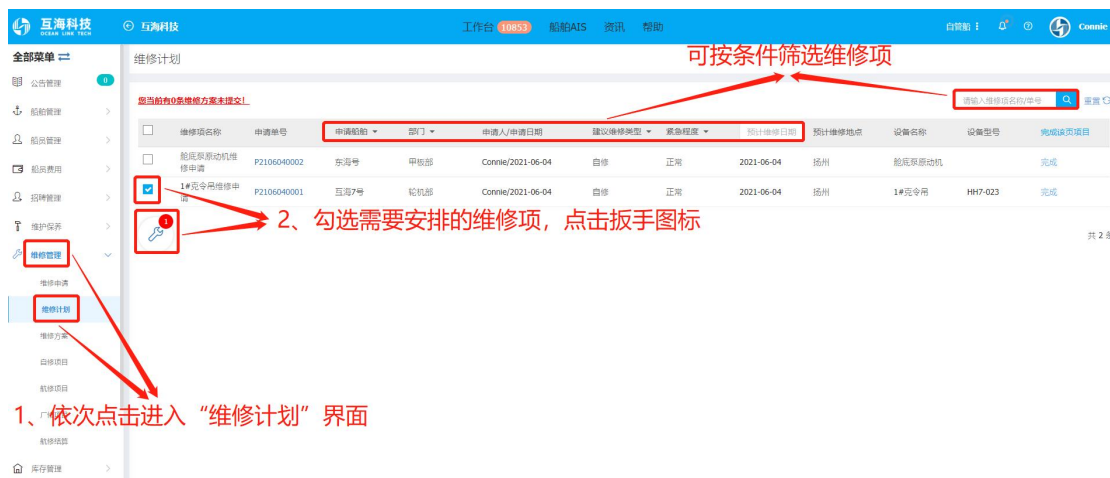 互海科技
OCEAN LINK TECH
互海科技
工作台 10853 船舶AIS 资讯 帮助
自管船
Connie
全部菜单
维修计划
可按条件筛选维修项
公告管理 0
您当前有0条维修方案未提交!
请输入维修项名称/单号
重置
船舶管理
维修项名称 申请单号 申请船舶 部门 申请人/申请日期 建议维修类型 紧急程度 预计维修日期 预计维修地点 设备名称 设备型号 完成该页项目
船员管理
舱底泵原动机维修申请 P2106040002 东海号 甲板部 Connie/2021-06-04 自修 正常 2021-06-04 扬州 舱底泵原动机 完成
船员费用
1#克令吊维修申请 P2106040001 互海7号 轮机部 Connie/2021-06-04 自修 正常 2021-06-04 扬州 1#克令吊 HH7-023 完成
招聘管理
1
2、勾选需要安排的维修项，点击扳手图标
维护保养
共 2 条
维修管理
维修申请
维修计划
维修方案
自修项目
航修项目
1、依次点击进入“维修计划”界面
航修结算
库存管理